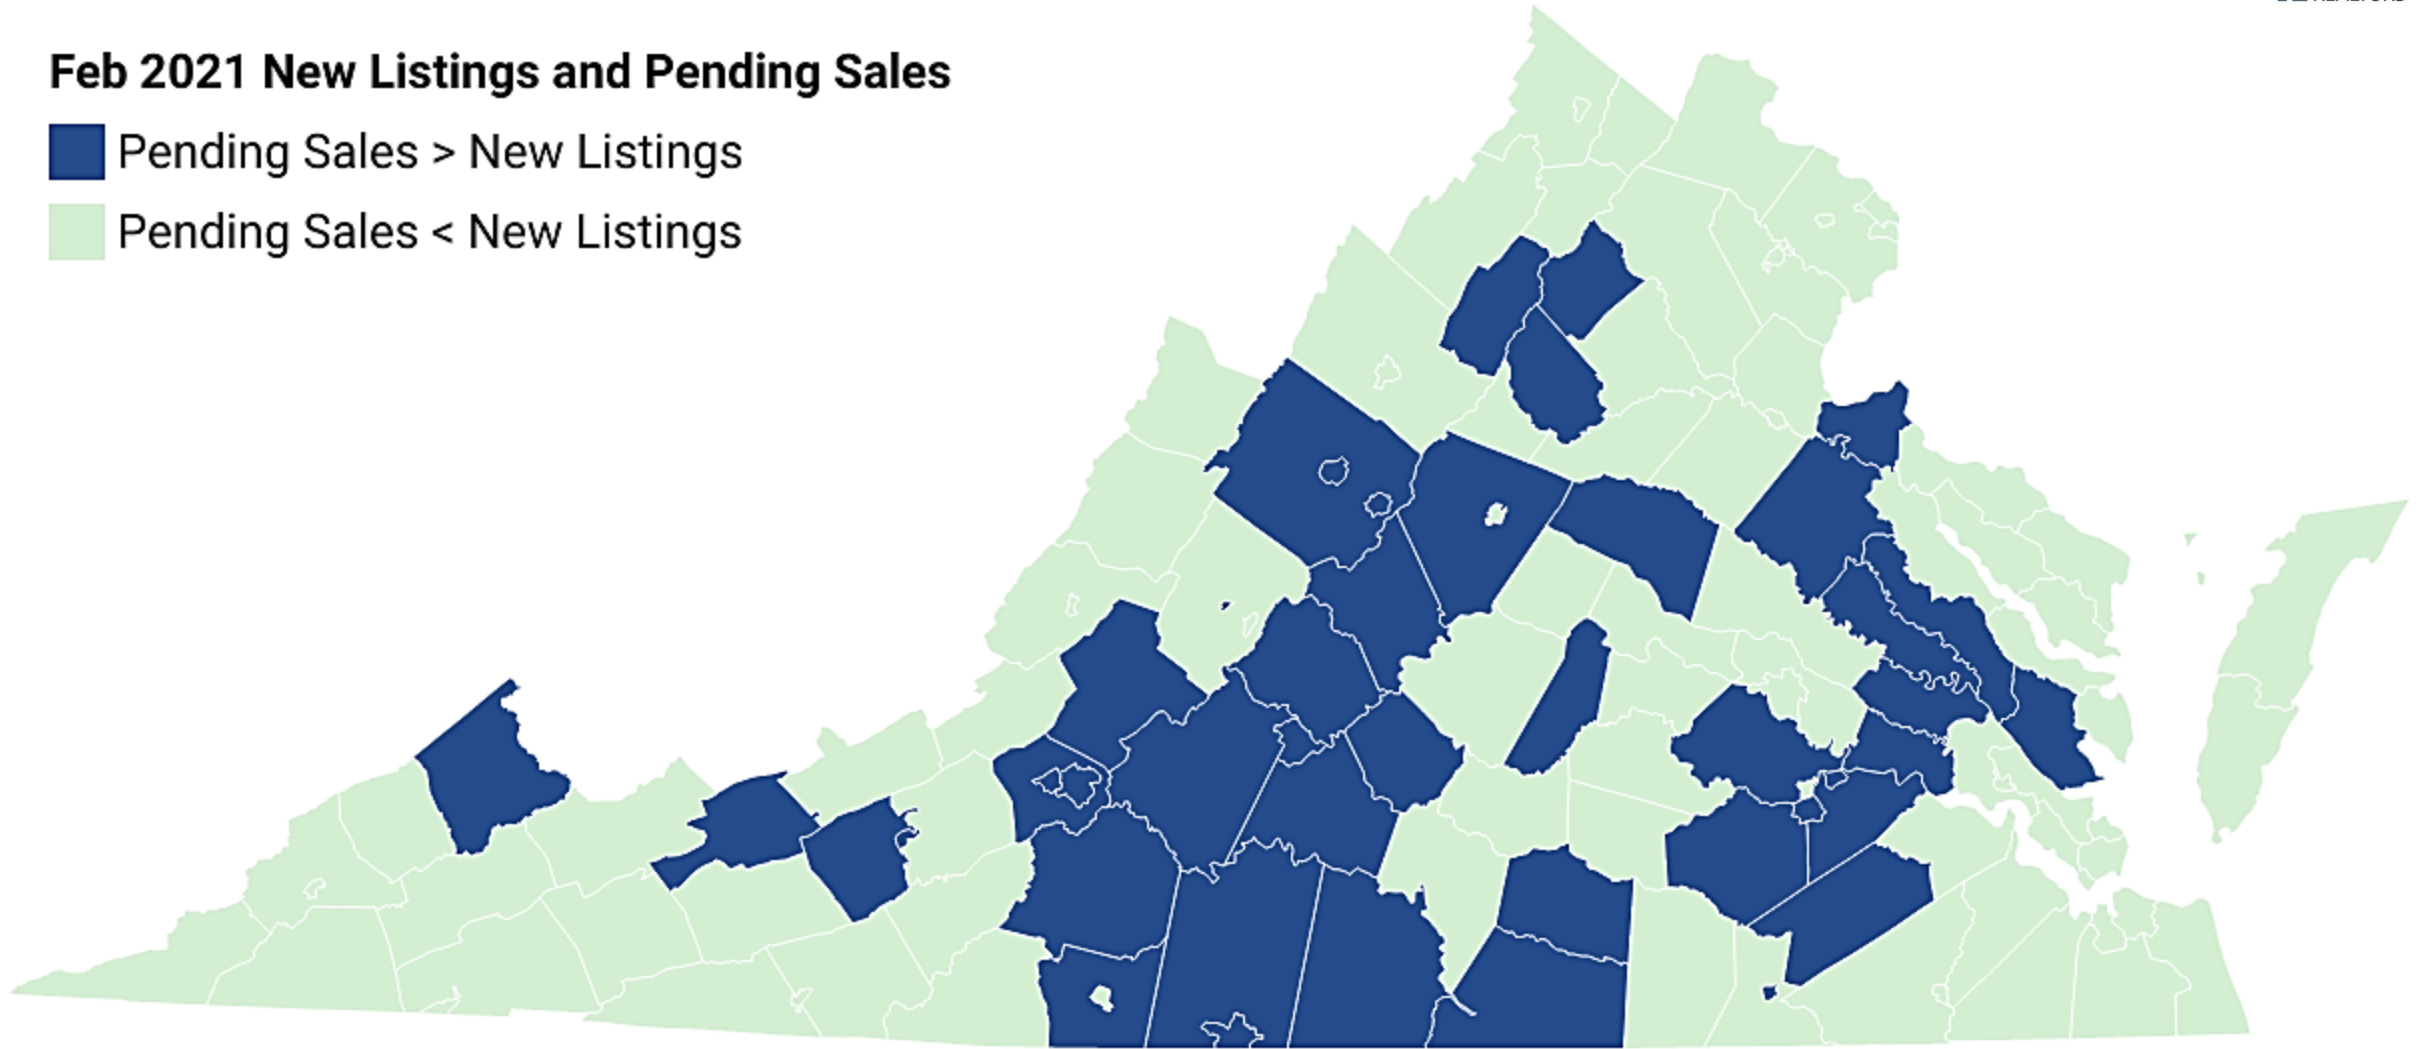 Feb 2021 New Listings and Pending Sales
Pending Sales > New Listings
Pending Sales < New Listings